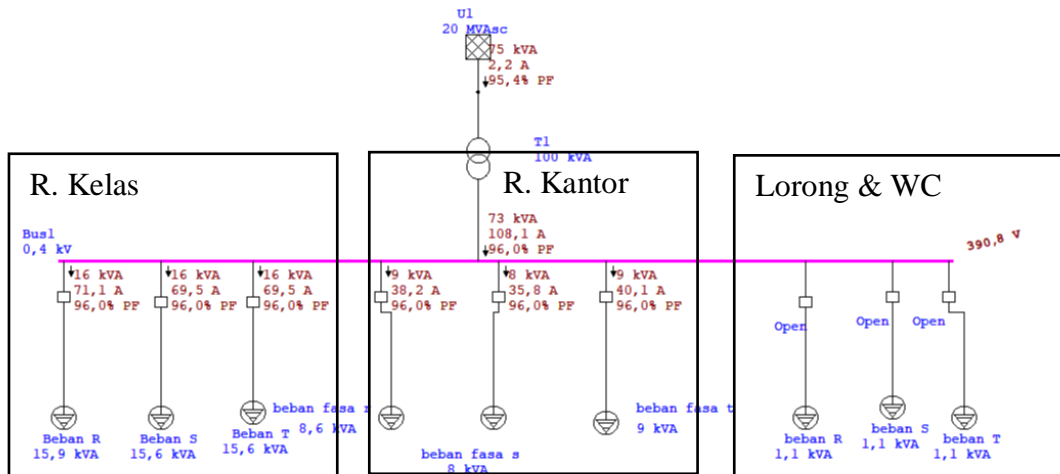 U1
20 MVAsc
75 kVA
2,2 A
95,4% PF
T1
100 kVA
R. Kelas
R. Kantor
Lorong & WC
73 kVA
108,1 A
96,0% PF
Bus1
0,4 kV
390,8 V
16 kVA
71,1 A
96,0% PF
16 kVA
69,5 A
96,0% PF
16 kVA
69,5 A
96,0% PF
9 kVA
38,2 A
96,0% PF
8 kVA
35,8 A
96,0% PF
9 kVA
40,1 A
96,0% PF
Open
Open
Open
Beban R
15,9 kVA
Beban S
15,6 kVA
Beban T
15,6 kVA
beban fasa r
8,6 kVA
beban fasa s
8 kVA
beban fasa t
9 kVA
beban R
1,1 kVA
beban S
1,1 kVA
beban T
1,1 kVA